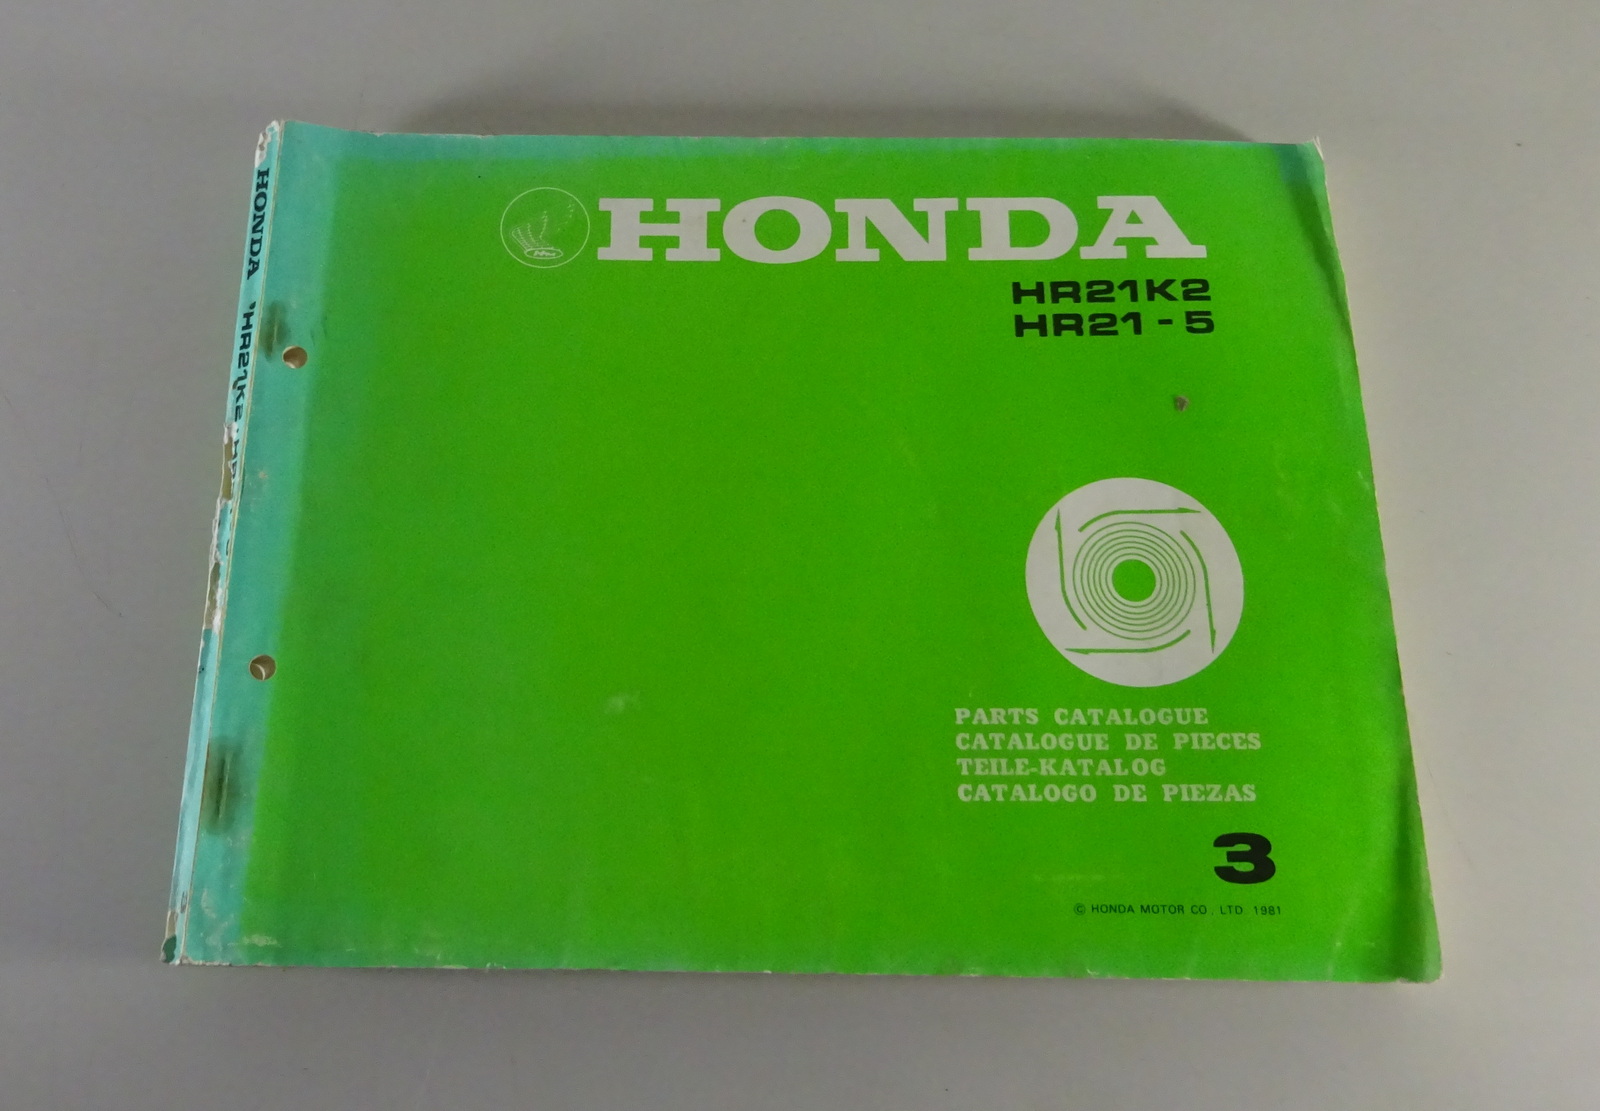 HONDA
HR21K2
HR21-5
PARTS CATALOGUE
CATALOGUE DE PIECES
TEILE-KATALOG
CATALOGO DE PIEZAS
3
© HONDA MOTOR CO., LTD. 1981
HONDA HR21K2